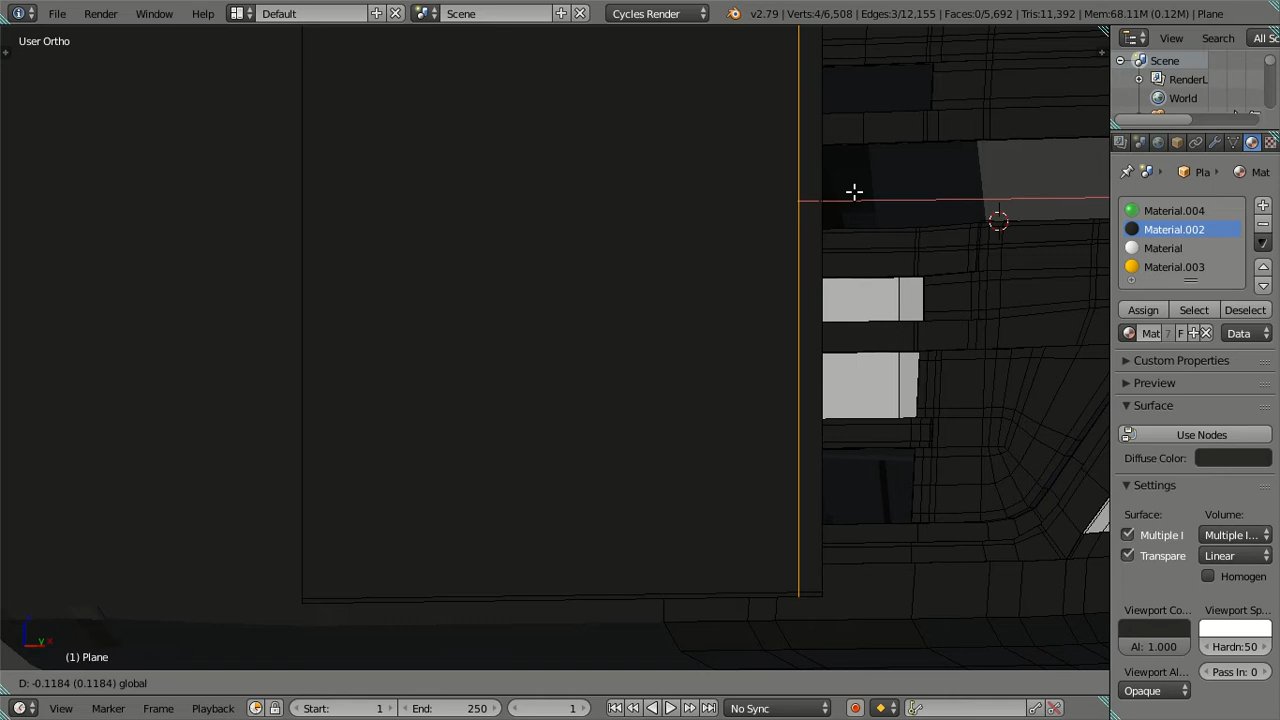 File Render Window Help Default Scene Cycles Render v2.79 | Verts:4/6,508 | Edges:3/12,155 | Faces:0/5,692 | Tris:11,392 | Mem:68.11M (0.12M) | Plane
User Ortho
View Search All Sc
Scene
RenderL
World
Pla Mat
Material.004
Material.002
Material
Material.003
Assign Select Deselect
Mat 7 F Data
Custom Properties
Preview
Surface
Use Nodes
Diffuse Color:
Settings
Surface: Volume:
Multiple I Multiple I...
Transpare Linear
Homogen
Viewport Co Viewport Sp
Al: 1.000 Hardn:50
Viewport Al Pass In: 0
Opaque
(1) Plane
D: -0.1184 (0.1184) global
View Marker Frame Playback Start: 1 End: 250 1 No Sync